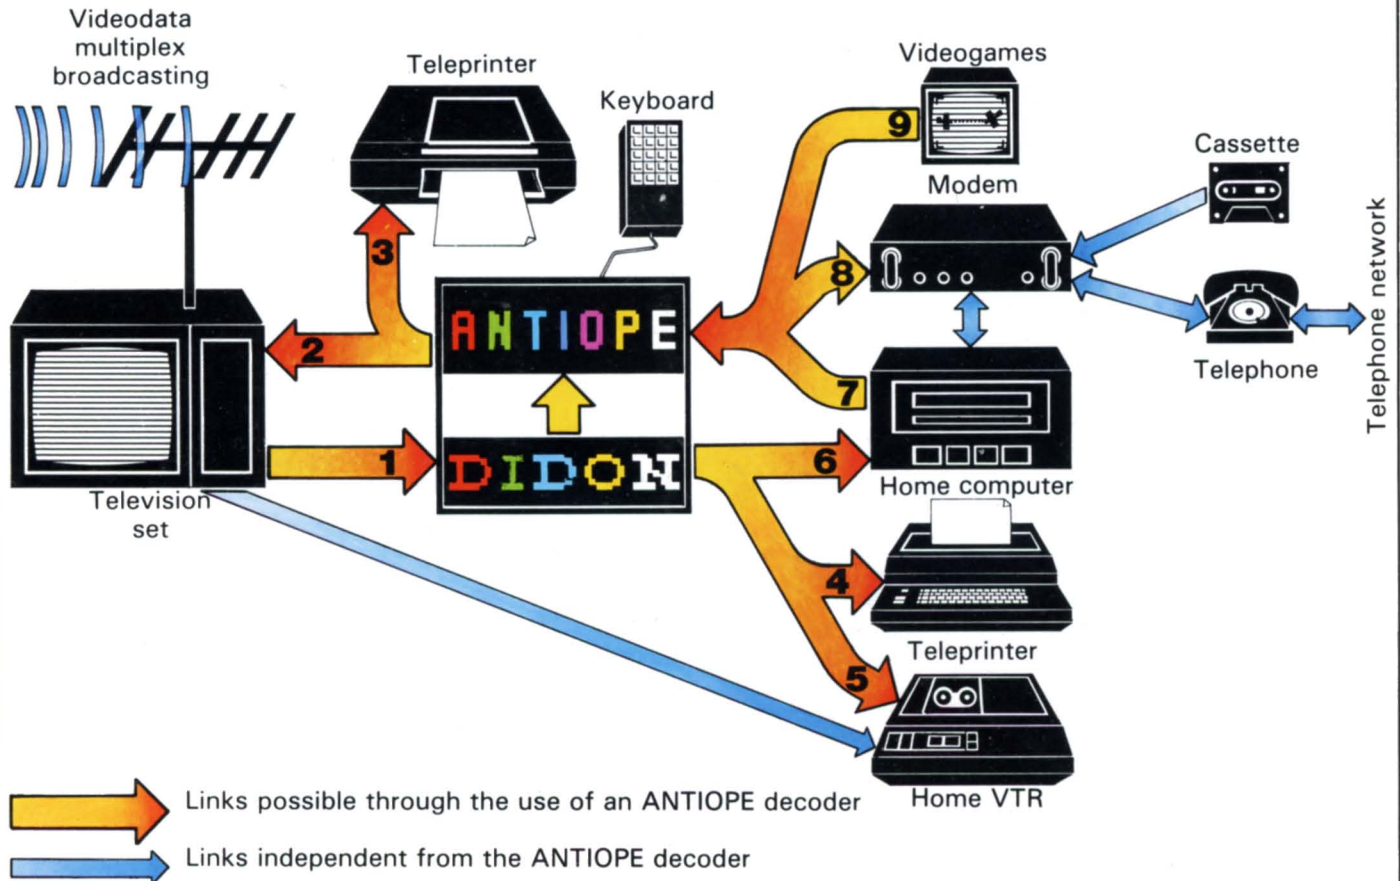 Videodata
multiplex
broadcasting
Teleprinter
Keyboard
Videogames
Cassette
Modem
Telephone network
9
3
8
ANTIOPE
2
Telephone
7
1
DIDON
6
Home computer
Television
set
4
Teleprinter
5
Home VTR
Links possible through the use of an ANTIOPE decoder
Links independent from the ANTIOPE decoder